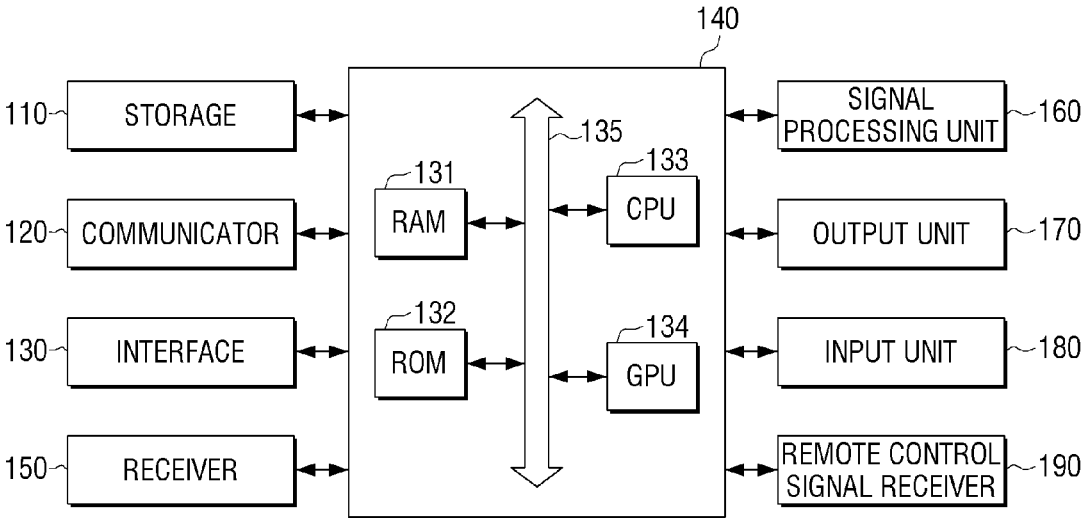 140
110
STORAGE
SIGNAL
PROCESSING UNIT
160
135
131
RAM
133
CPU
120
COMMUNICATOR
OUTPUT UNIT
170
132
ROM
134
GPU
130
INTERFACE
INPUT UNIT
180
150
RECEIVER
REMOTE CONTROL
SIGNAL RECEIVER
190